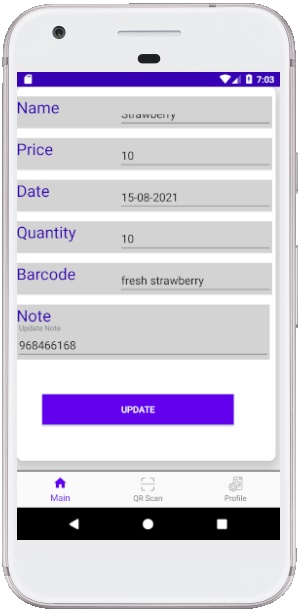 7:03
Name
Strawberry
Price
10
Date
15-08-2021
Quantity
10
Barcode
fresh strawberry
Note
Update Note
968466168
UPDATE
Main
QR Scan
Profile